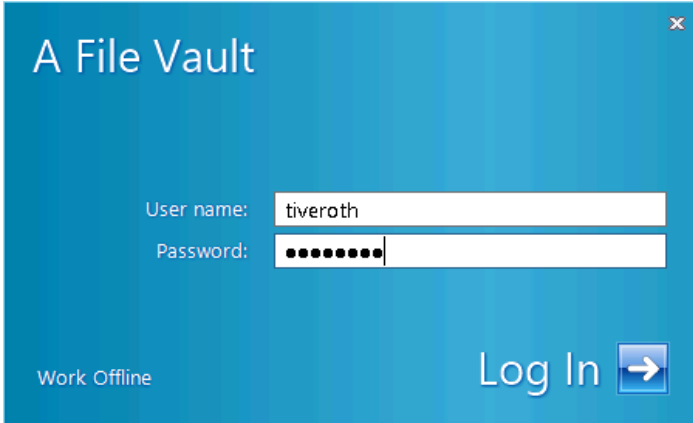 A File Vault
User name: tiveroth
Password: ●●●●●●●●
Work Offline
Log In